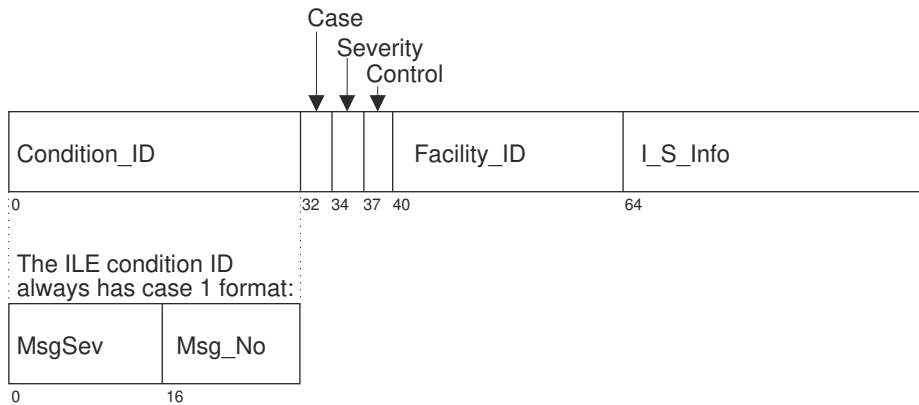 Case
Severity
Control
Condition_ID Facility_ID I_S_Info
0 32 34 37 40 64
The ILE condition ID
always has case 1 format:
MsgSev Msg_No
0 16